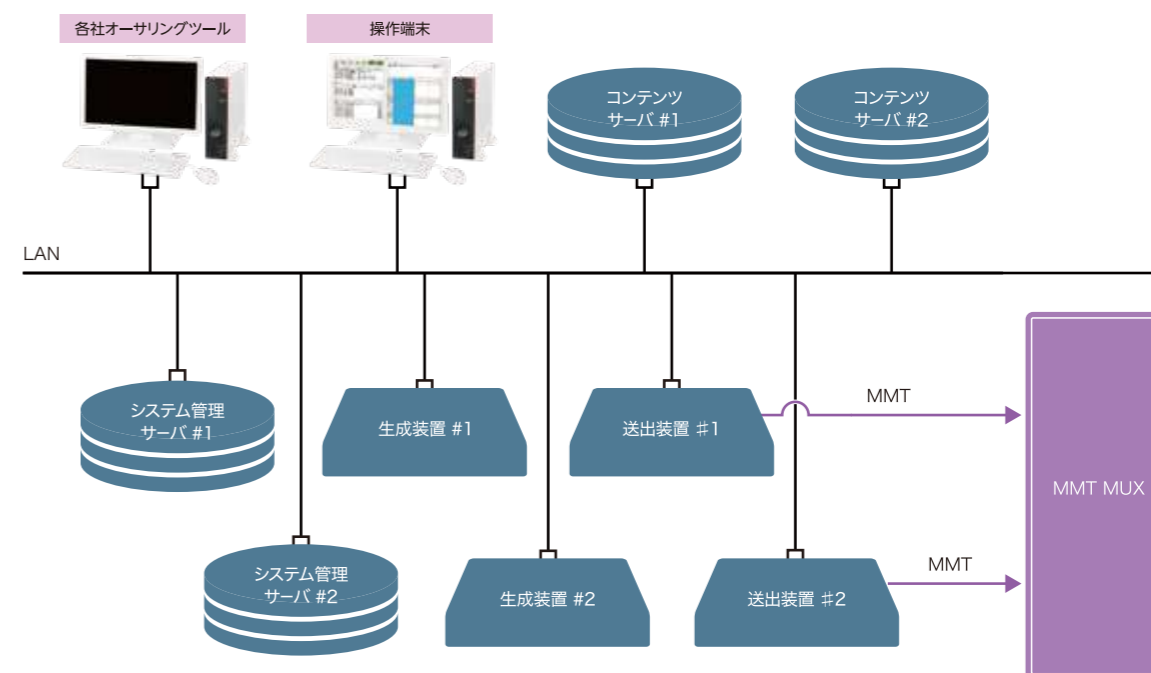 各社オーサリングツール
操作端末
コンテンツ
サーバ #1
コンテンツ
サーバ #2
LAN
システム管理
サーバ #1
生成装置 #1
送出装置 ♯1
MMT
MMT MUX
システム管理
サーバ #2
生成装置 #2
送出装置 ♯2
MMT